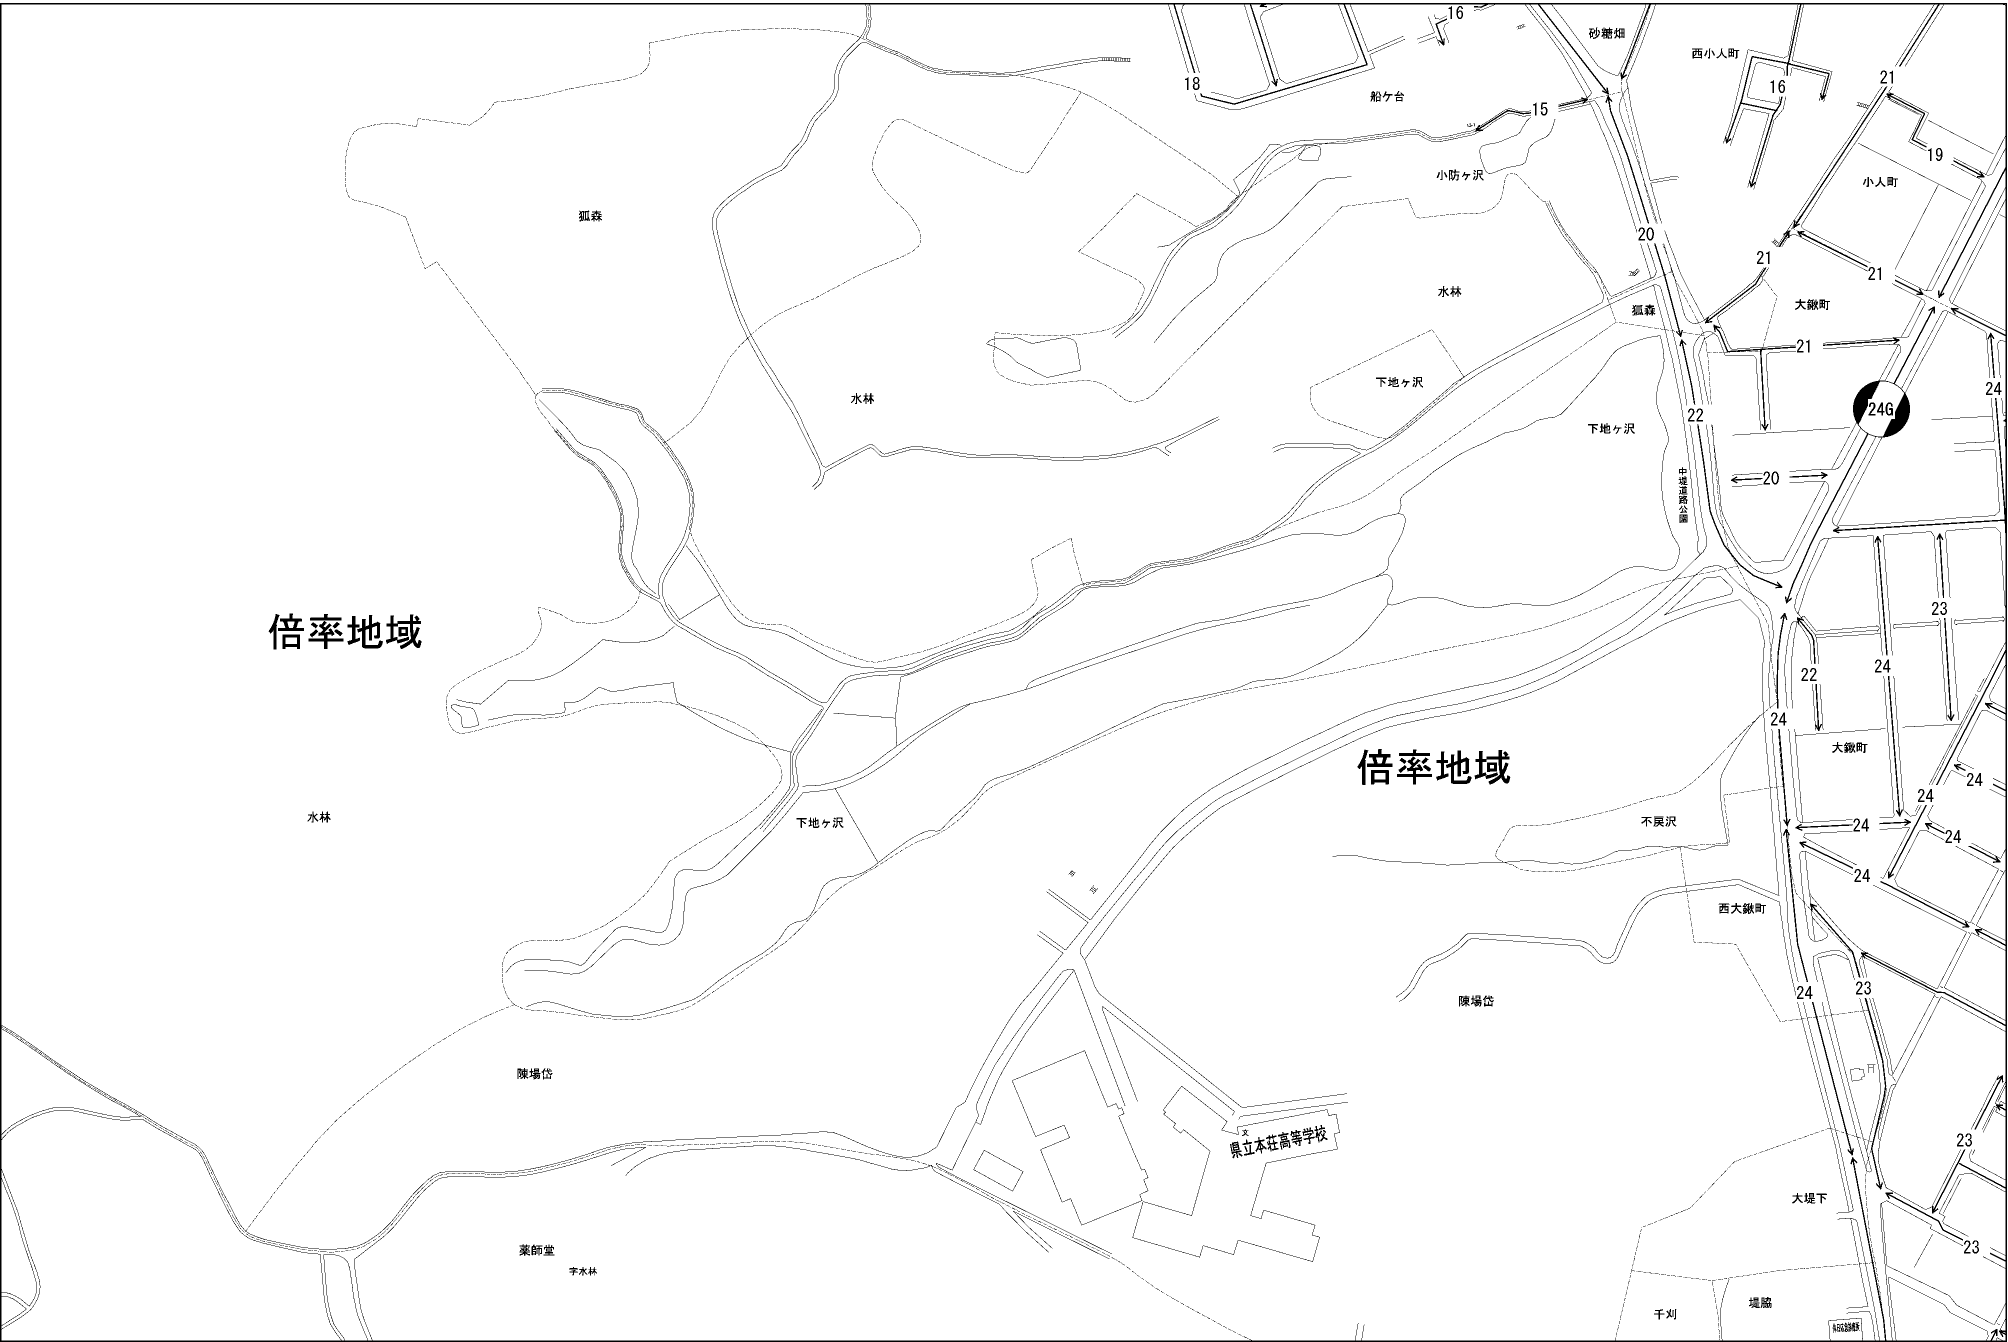 16
砂糖畑
西小人町
18
16
21
船ケ台
15
19
小防ヶ沢
小人町
狐森
20
21
21
水林
大鍬町
狐森
21
下地ヶ沢
24
水林
24G
22
下地ヶ沢
20
中堤道路公園
23
倍率地域
24
22
24
大鍬町
倍率地域
24
24
水林
下地ヶ沢
不戻沢
24
24
24
西大鍬町
24
23
陳場岱
陳場岱
文
県立本荘高等学校
23
大堤下
23
薬師堂
字水林
堤脇
千刈